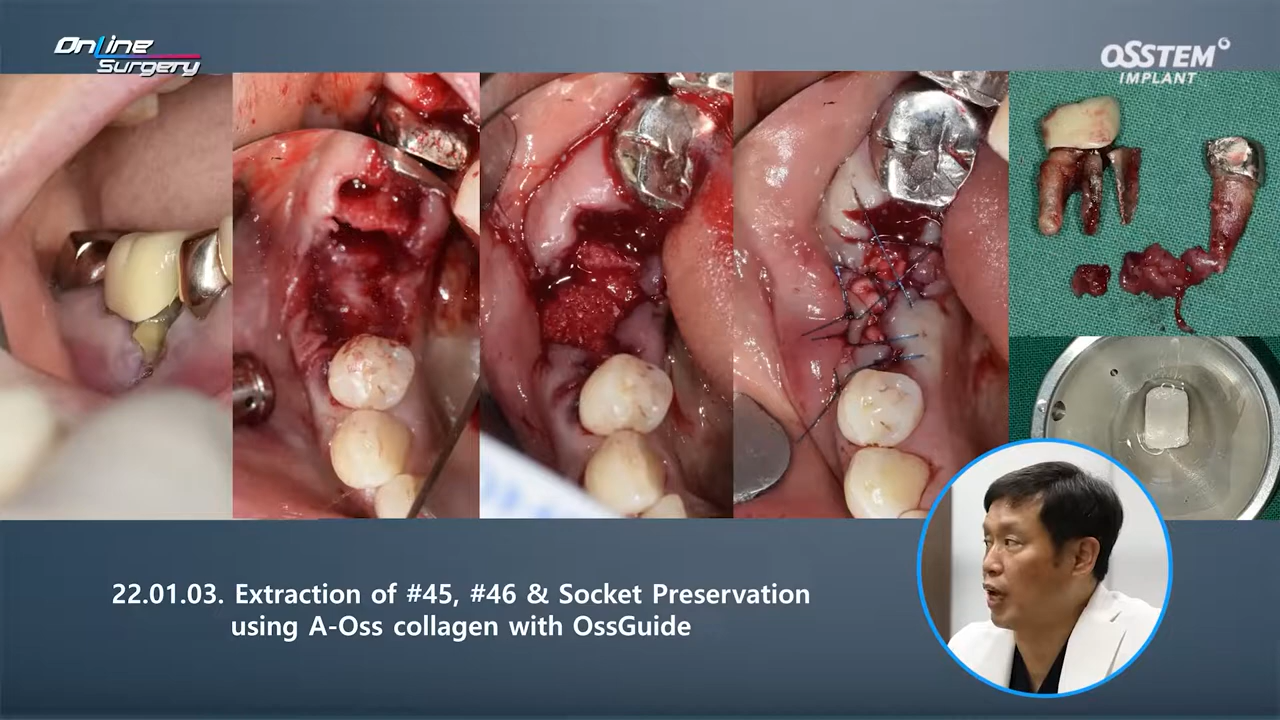 OnLine
Surgery
OSSTEM
IMPLANT
22.01.03. Extraction of #45, #46 & Socket Preservation
using A-Oss collagen with OssGuide